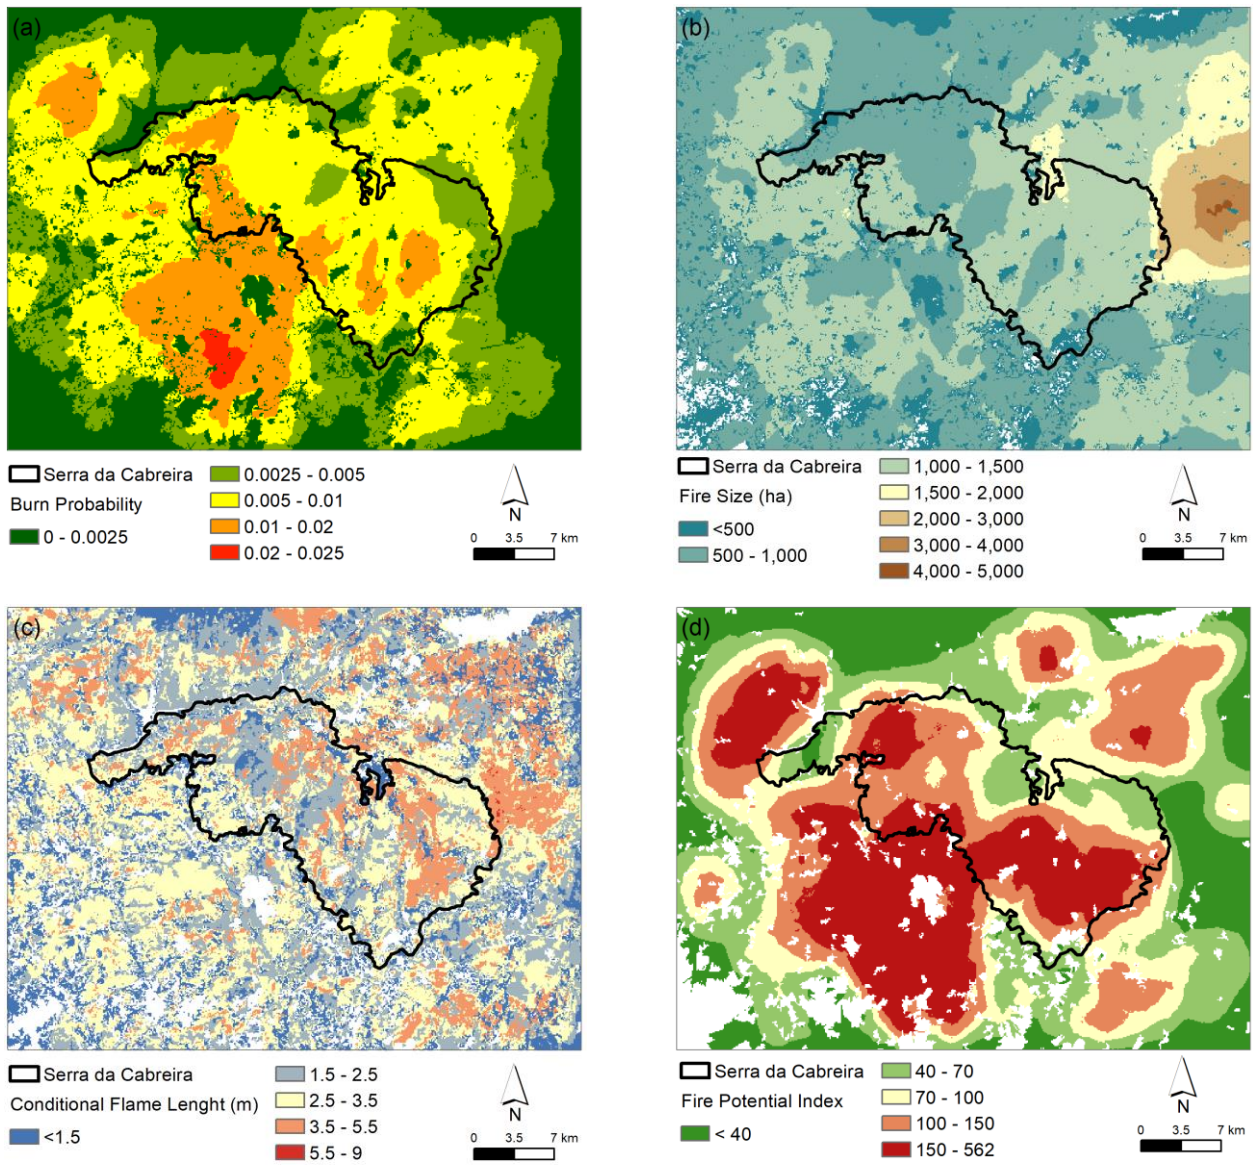 (a)
Serra da Cabreira
Burn Probability
0 - 0.0025
0.0025 - 0.005
0.005 - 0.01
0.01 - 0.02
0.02 - 0.025
N
0 3.5 7 km
(b)
Serra da Cabreira
Fire Size (ha)
<500
500 - 1,000
1,000 - 1,500
1,500 - 2,000
2,000 - 3,000
3,000 - 4,000
4,000 - 5,000
N
0 3.5 7 km
(c)
Serra da Cabreira
Conditional Flame Lenght (m)
<1.5
1.5 - 2.5
2.5 - 3.5
3.5 - 5.5
5.5 - 9
N
0 3.5 7 km
(d)
Serra da Cabreira
Fire Potential Index
< 40
40 - 70
70 - 100
100 - 150
150 - 562
N
0 3.5 7 km